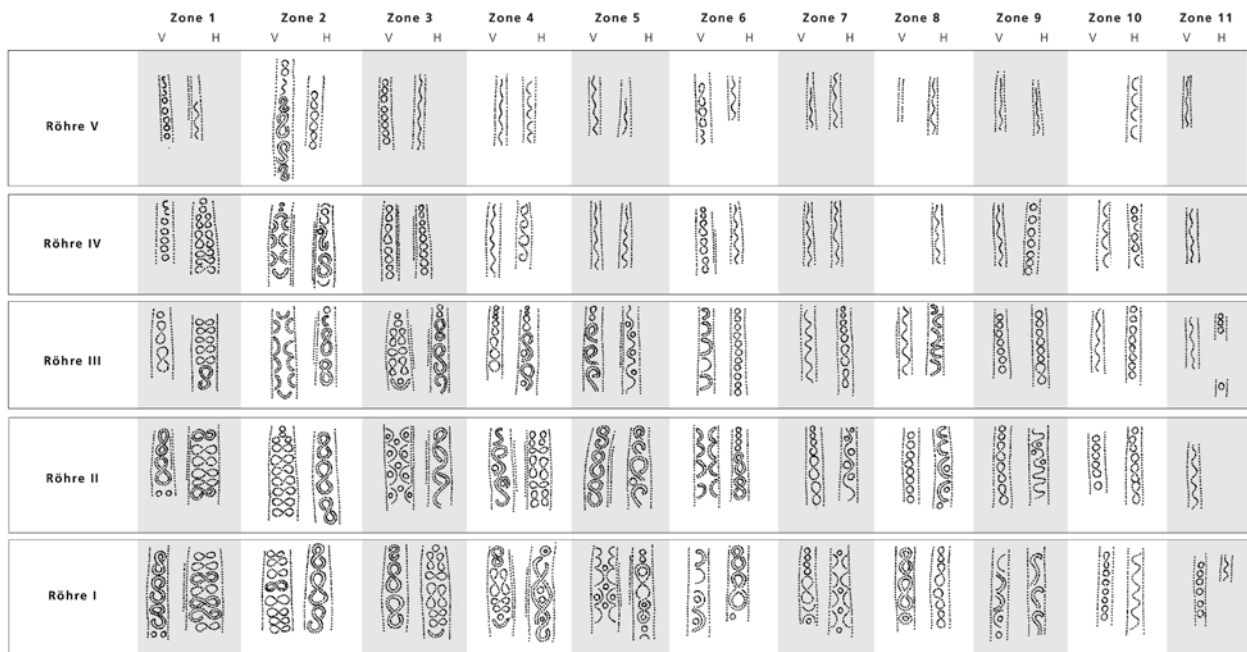 Zone 1 Zone 2 Zone 3 Zone 4 Zone 5 Zone 6 Zone 7 Zone 8 Zone 9 Zone 10 Zone 11
V H V H V H V H V H V H V H V H V H V H V H
Röhre V
Röhre IV
Röhre III
Röhre II
Röhre I